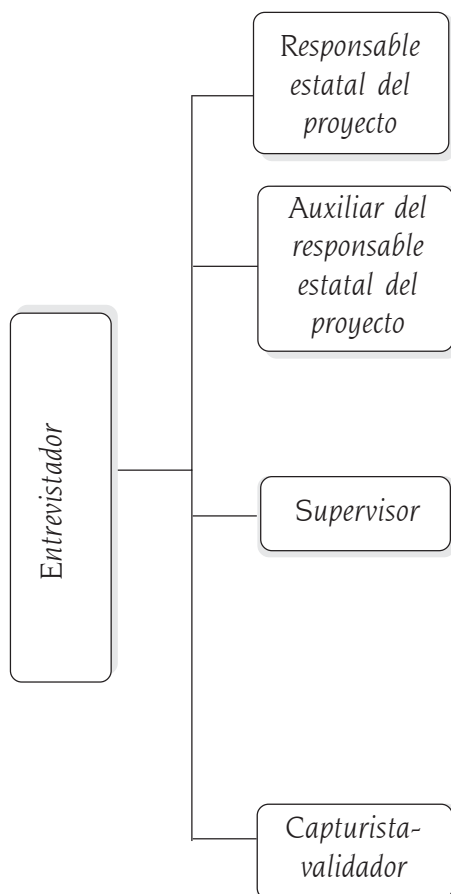 Responsable
estatal del
proyecto
Auxiliar del
responsable
estatal del
proyecto
Entrevistador
Supervisor
Capturista-
validador